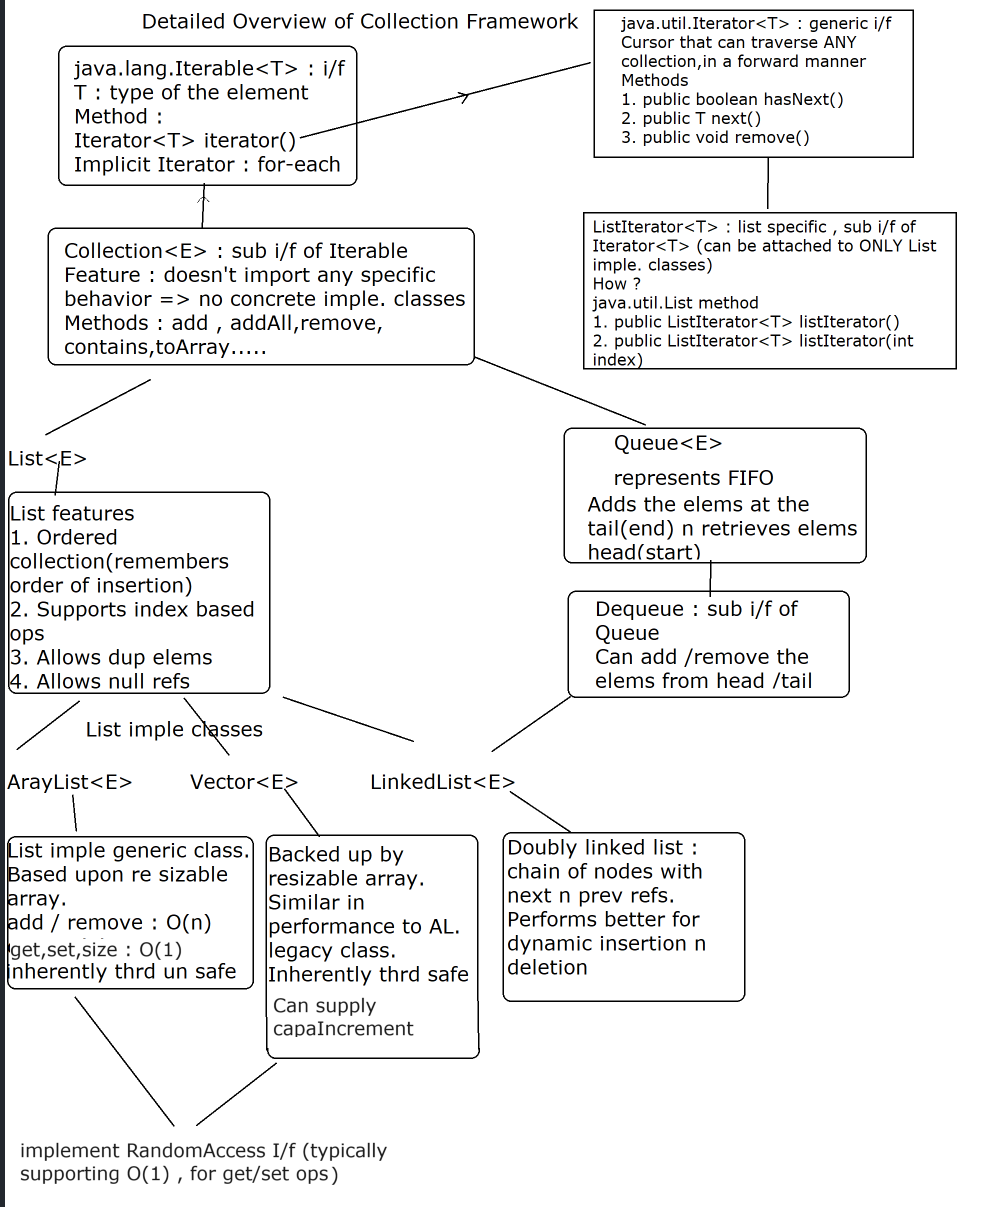 Detailed Overview of Collection Framework
java.lang.Iterable<T> : i/f
T : type of the element
Method :
Iterator<T> iterator()
Implicit Iterator : for-each
java.util.Iterator<T> : generic i/f
Cursor that can traverse ANY
collection,in a forward manner
Methods
1. public boolean hasNext()
2. public T next()
3. public void remove()
Collection<E> : sub i/f of Iterable
Feature : doesn't import any specific
behavior => no concrete imple. classes
Methods : add , addAll,remove,
contains,toArray.....
ListIterator<T> : list specific , sub i/f of
Iterator<T> (can be attached to ONLY List
imple. classes)
How ?
java.util.List method
1. public ListIterator<T> listIterator()
2. public ListIterator<T> listIterator(int
index)
List<E>
List features
1. Ordered
collection(remembers
order of insertion)
2. Supports index based
ops
3. Allows dup elems
4. Allows null refs
Queue<E>
represents FIFO
Adds the elems at the
tail(end) n retrieves elems
head(start)
Dequeue : sub i/f of
Queue
Can add /remove the
elems from head /tail
List imple classes
ArrayList<E>
Vector<E>
LinkedList<E>
List imple generic class.
Based upon re sizable
array.
add / remove : O(n)
get,set,size : O(1)
inherently thrd un safe
Backed up by
resizable array.
Similar in
performance to AL.
legacy class.
Inherently thrd safe
Can supply
capaIncrement
Doubly linked list :
chain of nodes with
next n prev refs.
Performs better for
dynamic insertion n
deletion
implement RandomAccess I/f (typically
supporting O(1) , for get/set ops)